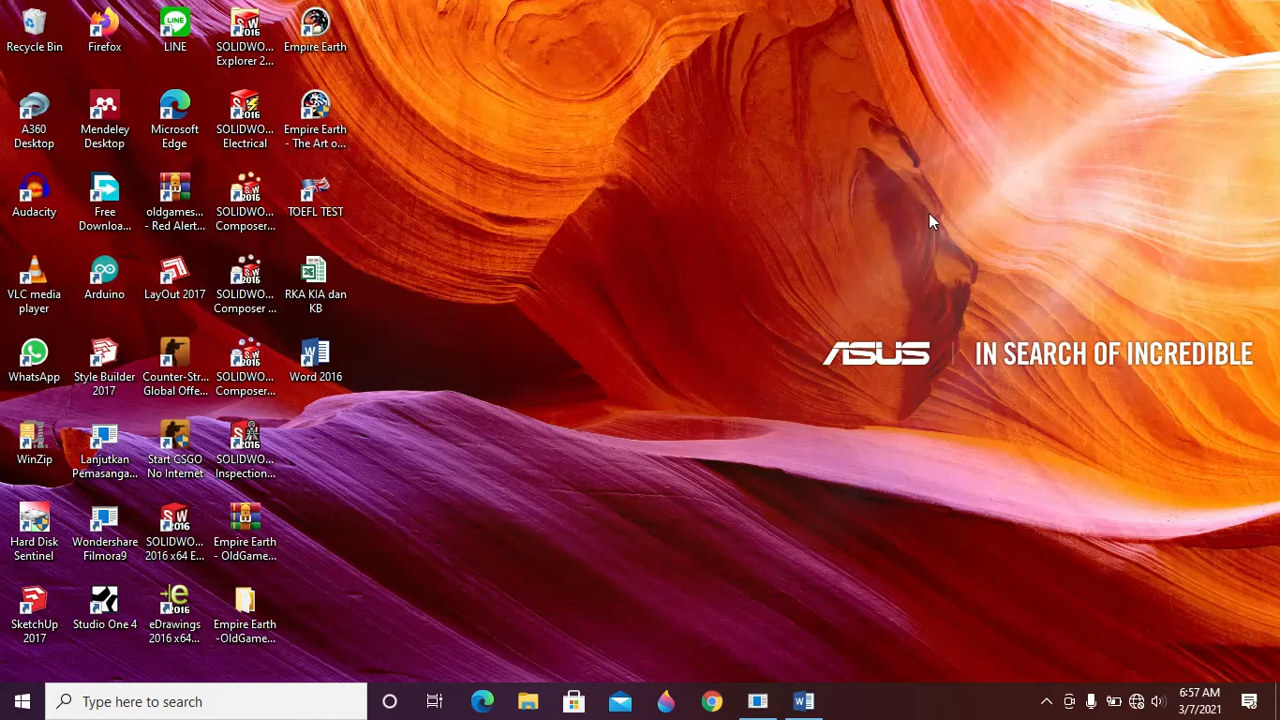 Recycle Bin
Firefox
LINE
SOLIDWO...
Explorer 2...
Empire Earth
A360
Desktop
Mendeley
Desktop
Microsoft
Edge
SOLIDWO...
Electrical
Empire Earth
- The Art o...
Audacity
Free
Downloa...
oldgames...
- Red Alert...
SOLIDWO...
Composer...
TOEFL TEST
VLC media
player
Arduino
LayOut 2017
SOLIDWO...
Composer ...
RKA KIA dan
KB
WhatsApp
Style Builder
2017
Counter-Str...
Global Offe...
SOLIDWO...
Composer...
Word 2016
WinZip
Lanjutkan
Pemasanga...
Start CSGO
No Internet
SOLIDWO...
Inspection...
Hard Disk
Sentinel
Wondershare
Filmora9
SOLIDWO...
2016 x64 E...
Empire Earth
- OldGame...
SketchUp
2017
Studio One 4
eDrawings
2016 x64...
Empire Earth
-OldGame...
ASUS IN SEARCH OF INCREDIBLE
Type here to search
6:57 AM
3/7/2021